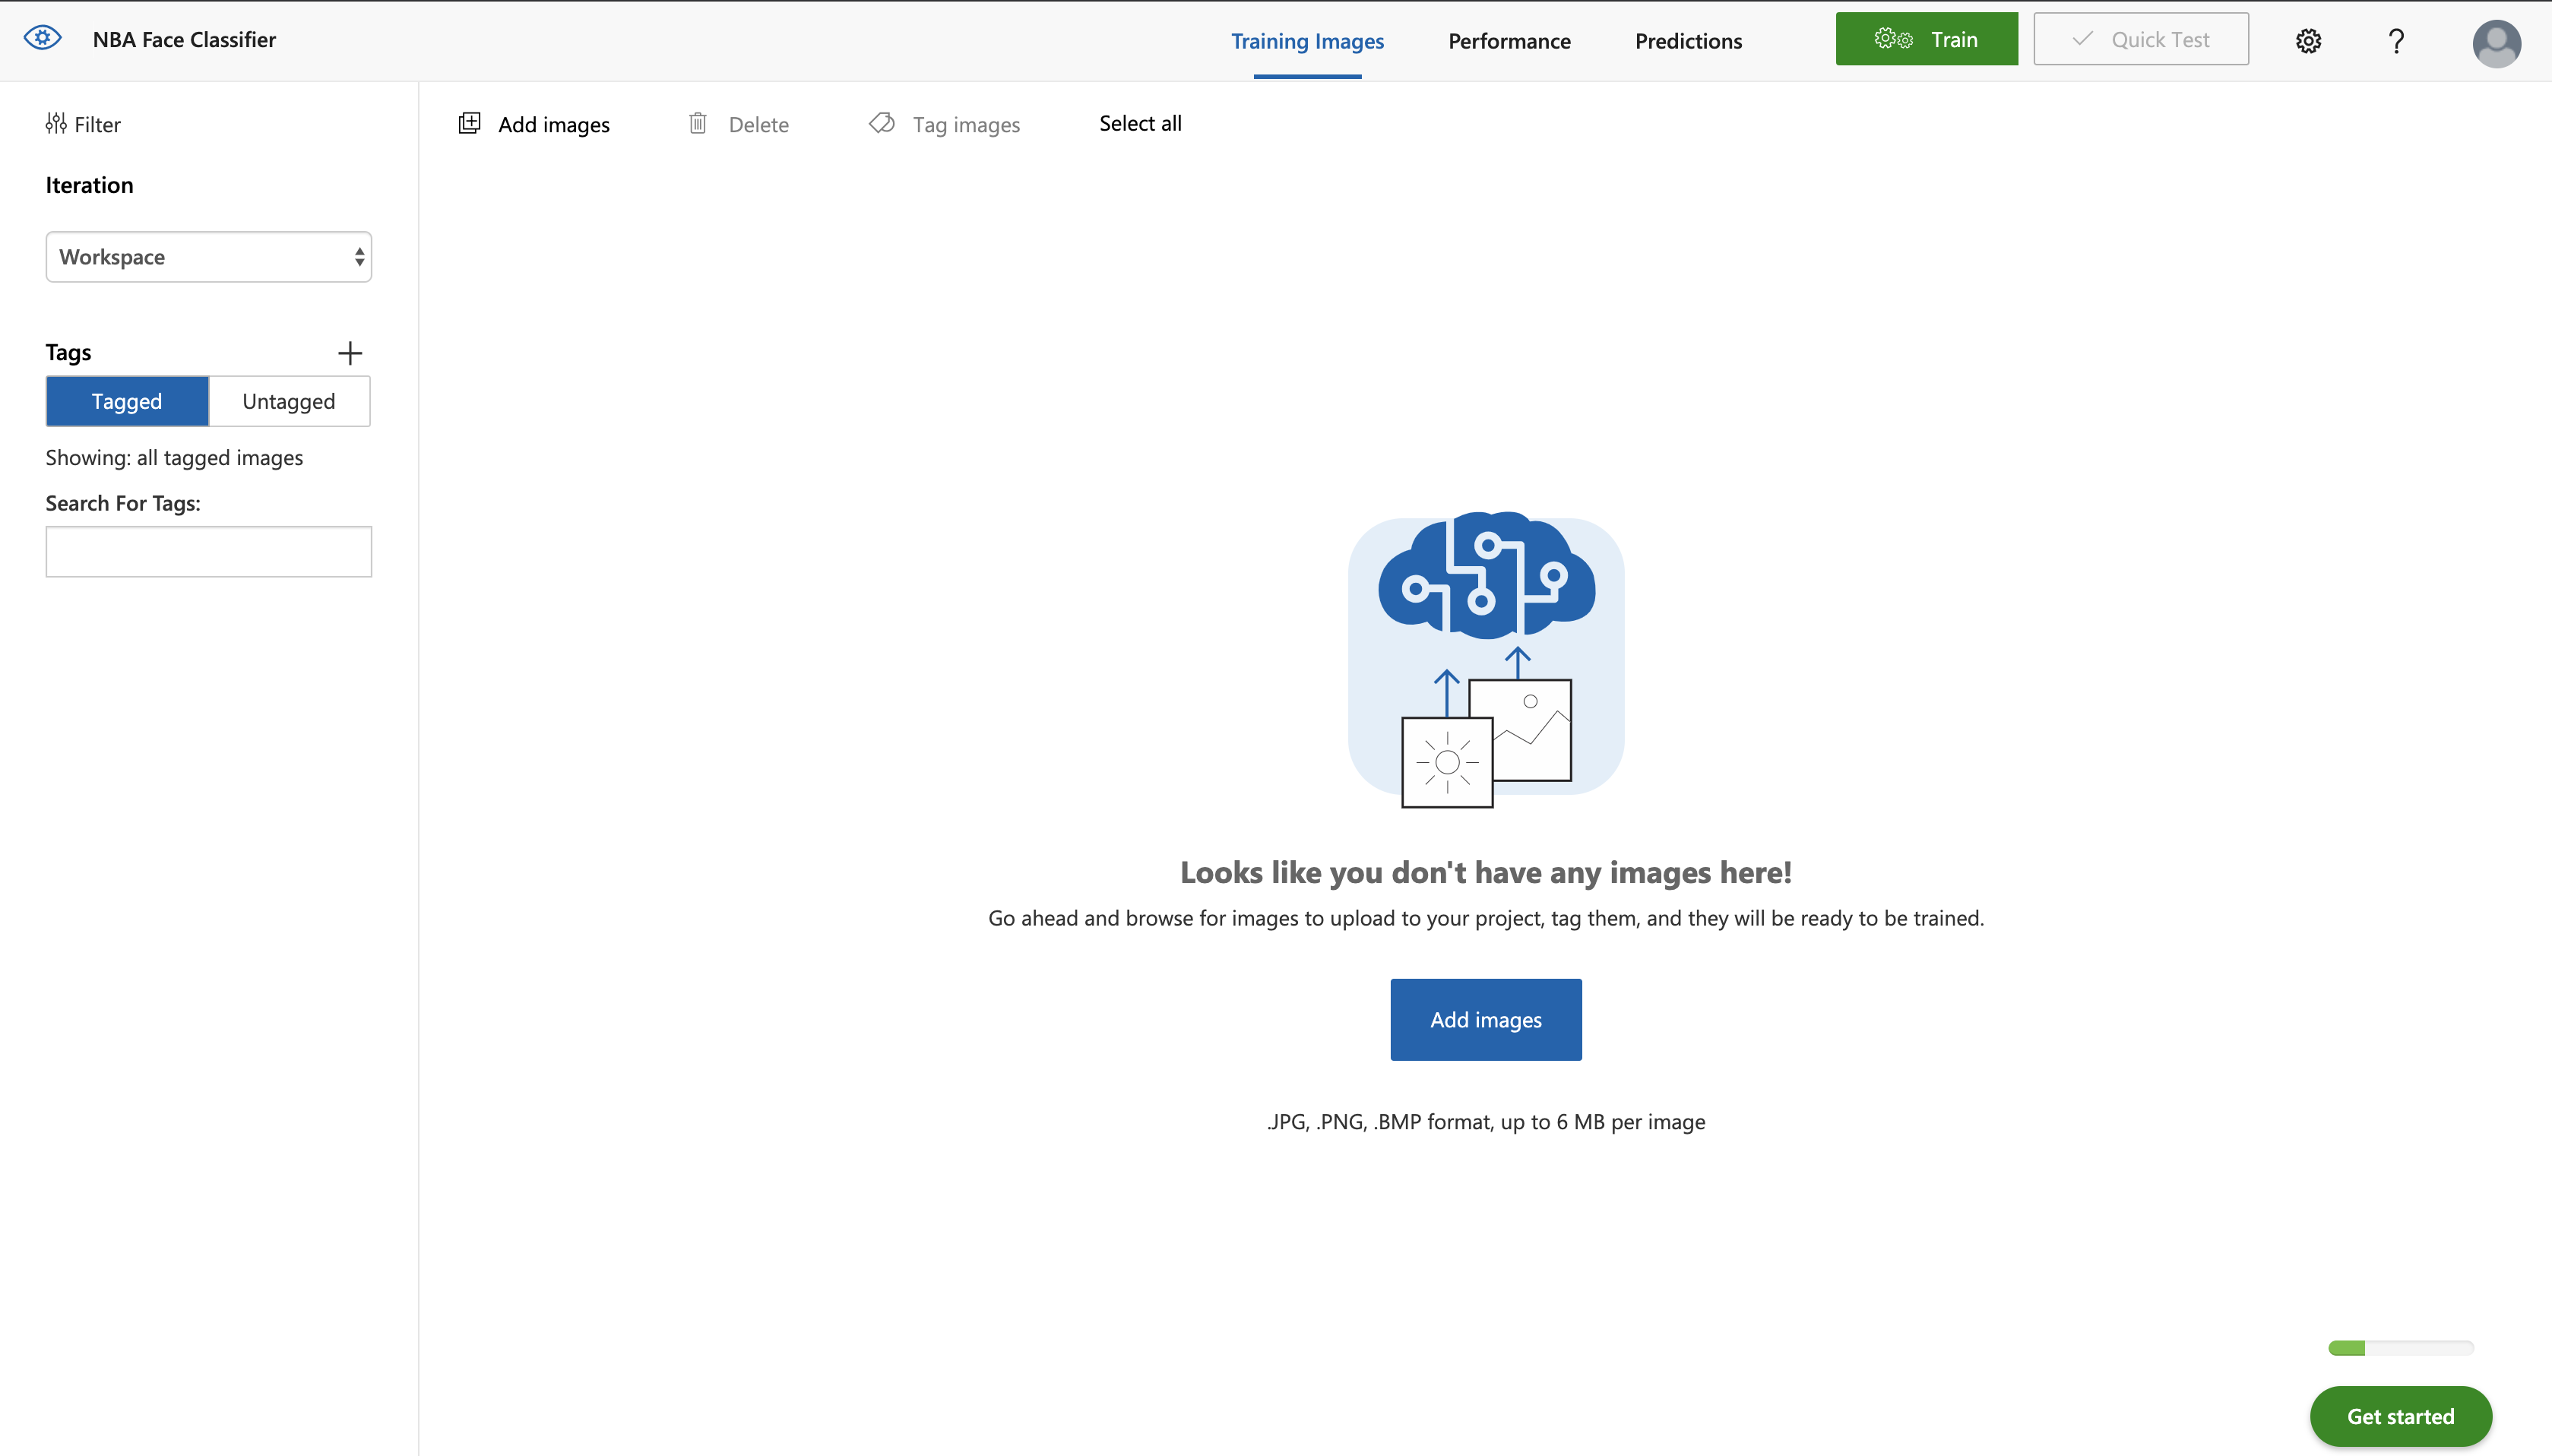 NBA Face Classifier
Training Images
Performance
Predictions
Train
Quick Test
?
Filter
Add images
Delete
Tag images
Select all
Iteration
Workspace
Tags
Tagged
Untagged
Showing: all tagged images
Search For Tags:
Looks like you don't have any images here!
Go ahead and browse for images to upload to your project, tag them, and they will be ready to be trained.
Add images
.JPG, .PNG, .BMP format, up to 6 MB per image
Get started